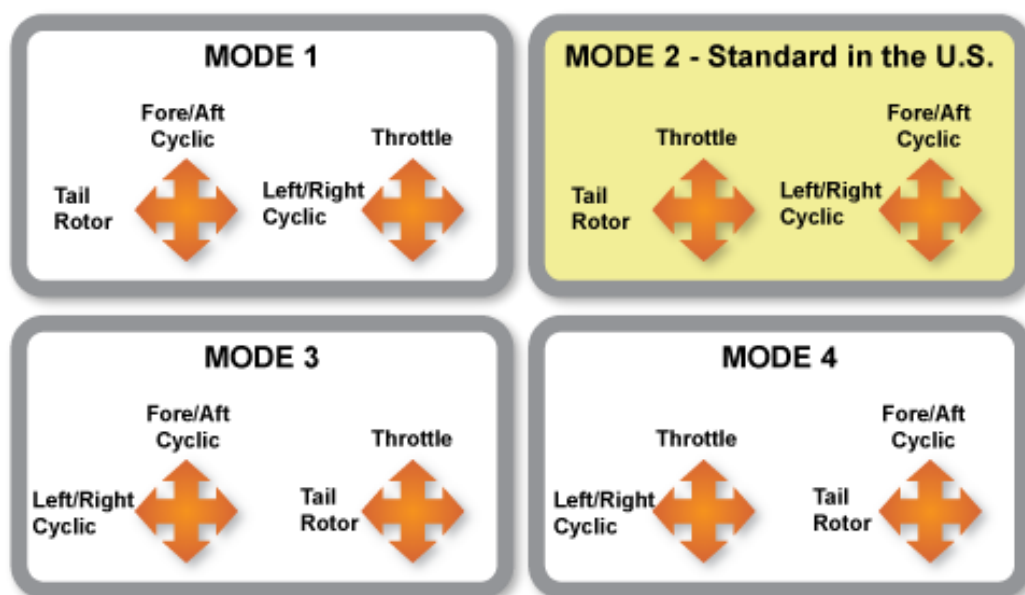 MODE 1
Fore/Aft
Cyclic
Tail
Rotor
Throttle
Left/Right
Cyclic
MODE 2 - Standard in the U.S.
Throttle
Tail
Rotor
Fore/Aft
Cyclic
Left/Right
Cyclic
MODE 3
Fore/Aft
Cyclic
Left/Right
Cyclic
Throttle
Tail
Rotor
MODE 4
Throttle
Left/Right
Cyclic
Fore/Aft
Cyclic
Tail
Rotor